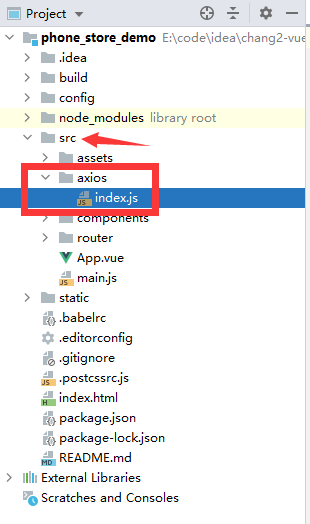 Project
phone_store_demo E:\code\idea\chang2-vue
.idea
build
config
node_modules library root
src
assets
axios
index.js
components
router
App.vue
main.js
static
.babelrc
.editorconfig
.gitignore
.postcssrc.js
index.html
package.json
package-lock.json
README.md
External Libraries
Scratches and Consoles